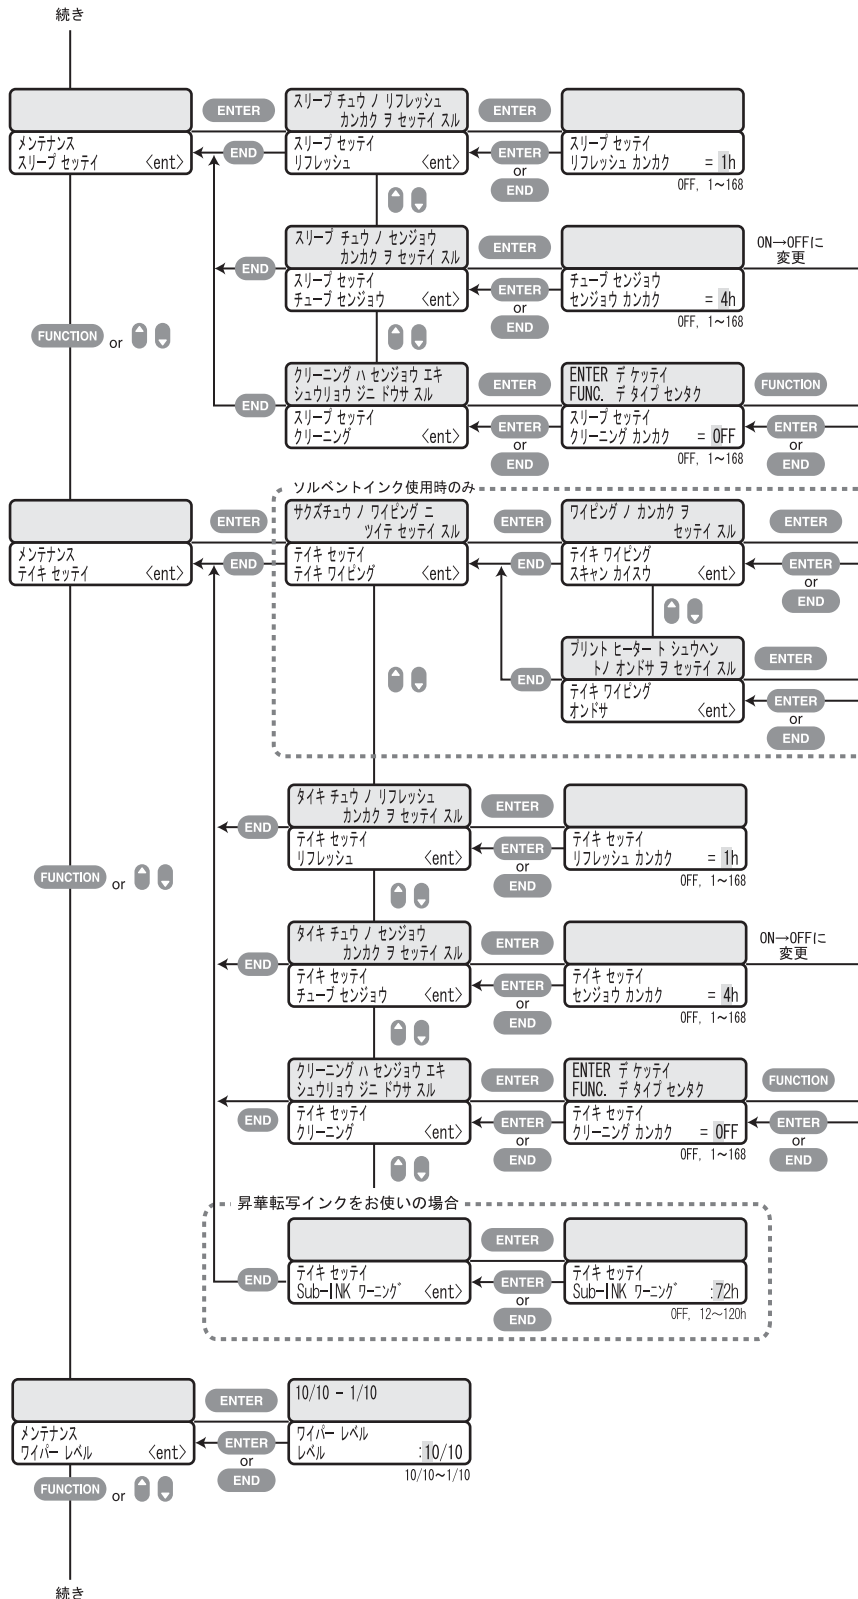 続き
ENTER
スリープ チュウ ノ リフレッシュ
カンカク ヲ セッテイ スル
ENTER
メンテナンス
スリープ セッテイ <ent>
END
スリープ セッテイ
リフレッシュ <ent>
ENTER
or
END
スリープ セッテイ
リフレッシュ カンカク = 1h
OFF, 1～168
スリープ チュウ ノ センジョウ
カンカク ヲ セッテイ スル
ENTER
ON→OFFに
変更
END
スリープ セッテイ
チューブ センジョウ <ent>
ENTER
or
END
チューブ センジョウ
センジョウ カンカク = 4h
OFF, 1～168
FUNCTION or
クリーニング ハ センジョウ エキ
シュウリョウ ジニ ドウサ スル
ENTER
ENTER デ ケッテイ
FUNC. デ タイプ センタク
FUNCTION
END
スリープ セッテイ
クリーニング <ent>
ENTER
or
END
スリープ セッテイ
クリーニング カンカク = OFF
OFF, 1～168
ENTER
or
END
ソルベントインク使用時のみ
ENTER
サクズチュウ ノ ワイピング ニ
ツイテ セッテイ スル
ENTER
ワイピング ノ カンカク ヲ
セッテイ スル
ENTER
メンテナンス
テイキ セッテイ <ent>
END
テイキ セッテイ
テイキ ワイピング <ent>
END
テイキ ワイピング
スキャン カイスウ <ent>
ENTER
or
END
プリント ヒーター ト シュウヘン
トノ オンドサ ヲ セッテイ スル
ENTER
END
テイキ ワイピング
オンドサ <ent>
ENTER
or
END
タイキ チュウ ノ リフレッシュ
カンカク ヲ セッテイ スル
ENTER
END
テイキ セッテイ
リフレッシュ <ent>
ENTER
or
END
テイキ セッテイ
リフレッシュ カンカク = 1h
OFF, 1～168
FUNCTION or
タイキ チュウ ノ センジョウ
カンカク ヲ セッテイ スル
ENTER
ON→OFFに
変更
END
テイキ セッテイ
チューブ センジョウ <ent>
ENTER
or
END
テイキ セッテイ
センジョウ カンカク = 4h
OFF, 1～168
クリーニング ハ センジョウ エキ
シュウリョウ ジニ ドウサ スル
ENTER
ENTER デ ケッテイ
FUNC. デ タイプ センタク
FUNCTION
END
テイキ セッテイ
クリーニング <ent>
ENTER
or
END
テイキ セッテイ
クリーニング カンカク = OFF
OFF, 1～168
ENTER
or
END
昇華転写インクをお使いの場合
ENTER
END
テイキ セッテイ
Sub-INK ワーニング <ent>
ENTER
or
END
テイキ セッテイ
Sub-INK ワーニング :72h
OFF, 12～120h
ENTER
10/10 - 1/10
メンテナンス
ワイパー レベル <ent>
ENTER
or
END
ワイパー レベル
レベル :10/10
10/10～1/10
FUNCTION or
続き